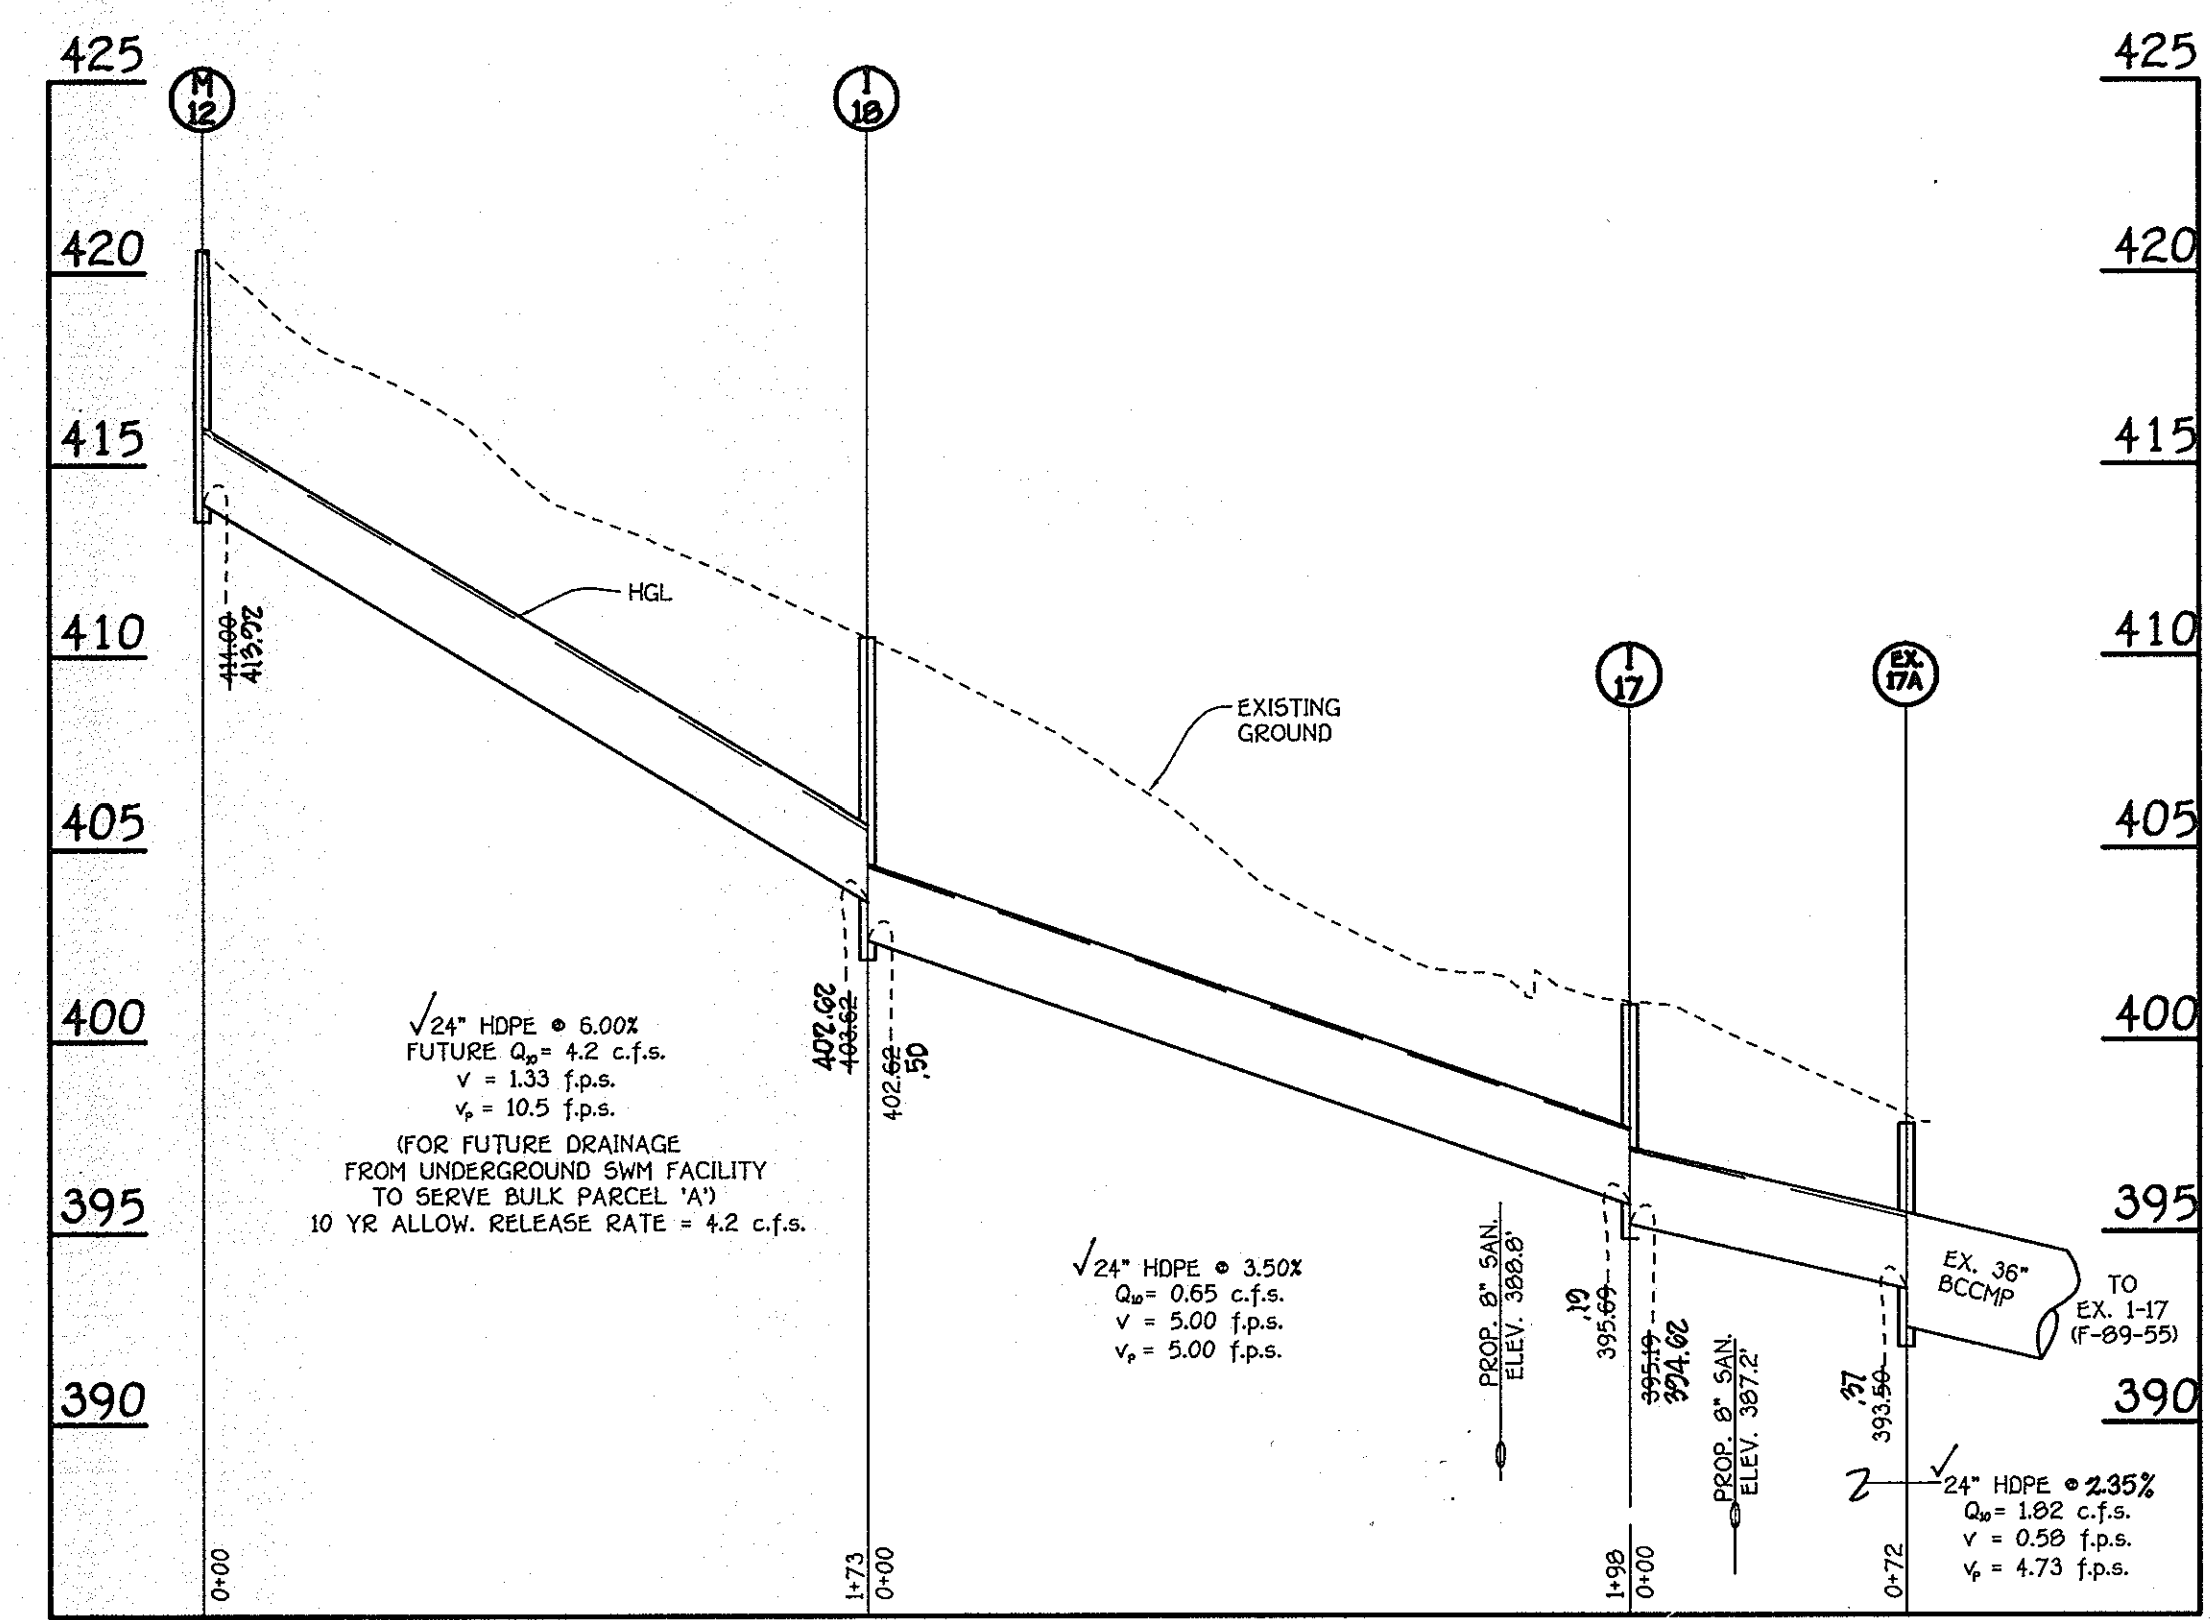 425
420
415
410
405
400
395
390
M
12
I
18
I
17
EX.
17A
425
420
415
410
405
400
395
390
HGL
EXISTING
GROUND
414.00
413.92
402.62
403.62
402.62
.50
.19
395.69
395.19
394.62
.37
393.50
24" HDPE @ 6.00%
FUTURE Q10 = 4.2 c.f.s.
v = 1.33 f.p.s.
vp = 10.5 f.p.s.
(FOR FUTURE DRAINAGE
FROM UNDERGROUND SWM FACILITY
TO SERVE BULK PARCEL 'A')
10 YR ALLOW. RELEASE RATE = 4.2 c.f.s.
24" HDPE @ 3.50%
Q10 = 0.65 c.f.s.
v = 5.00 f.p.s.
vp = 5.00 f.p.s.
PROP. 8" SAN.
ELEV. 388.8'
PROP. 8" SAN.
ELEV. 387.2'
EX. 36"
BCCMP
TO
EX. 1-17
(F-89-55)
2
24" HDPE @ 2.35%
Q10 = 1.82 c.f.s.
v = 0.58 f.p.s.
vp = 4.73 f.p.s.
0+00
1+73
0+00
1+98
0+00
0+72